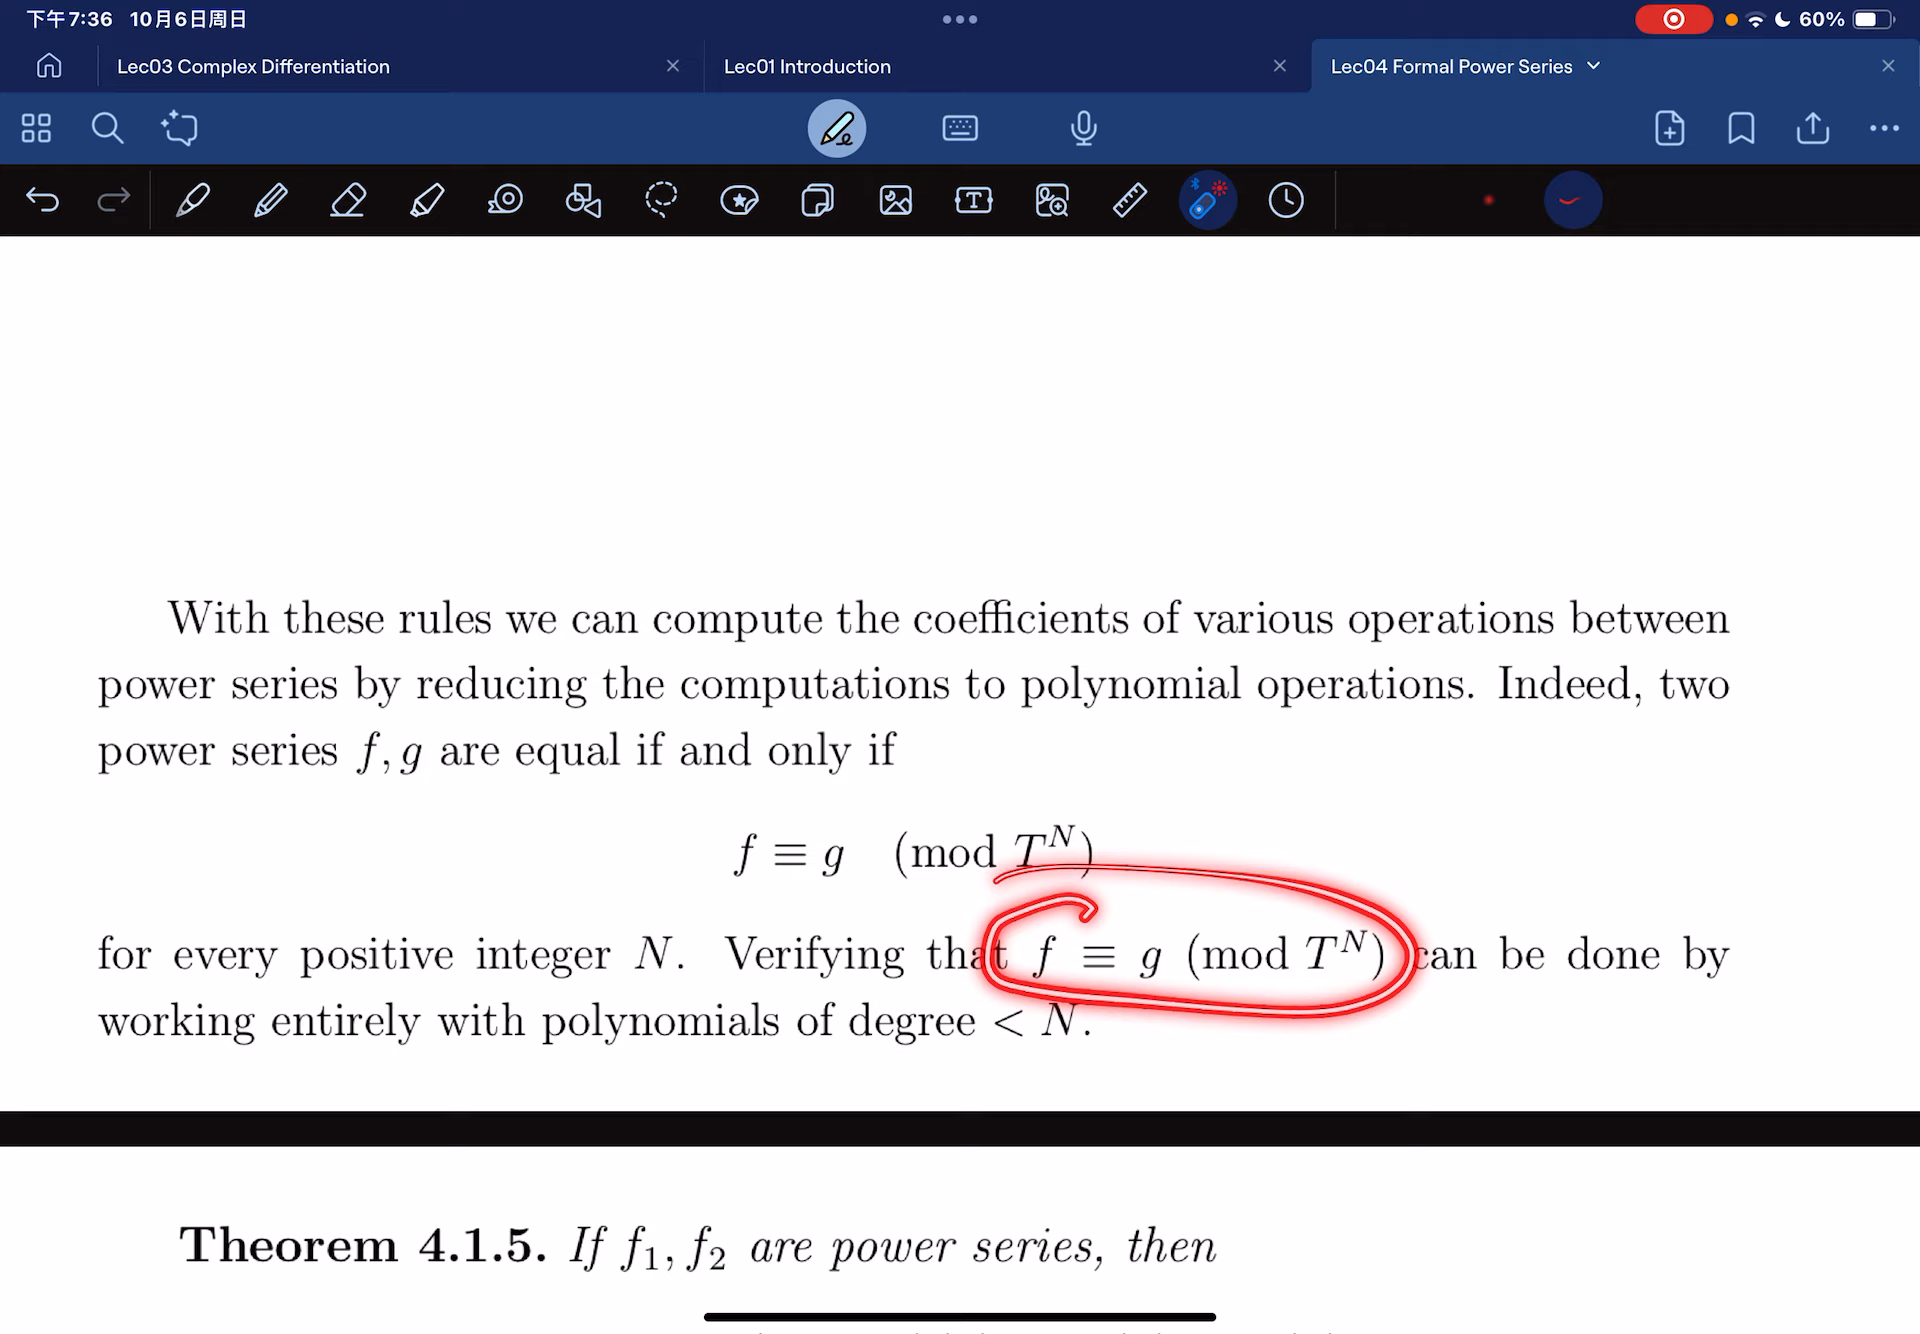 下午7:36 10月6日周日
60%
Lec03 Complex Differentiation
Lec01 Introduction
Lec04 Formal Power Series
With these rules we can compute the coefficients of various operations between
power series by reducing the computations to polynomial operations. Indeed, two
power series f, g are equal if and only if
f ≡ g (mod T^N)
for every positive integer N. Verifying that f ≡ g (mod T^N) can be done by
working entirely with polynomials of degree < N.
Theorem 4.1.5. If f₁, f₂ are power series, then